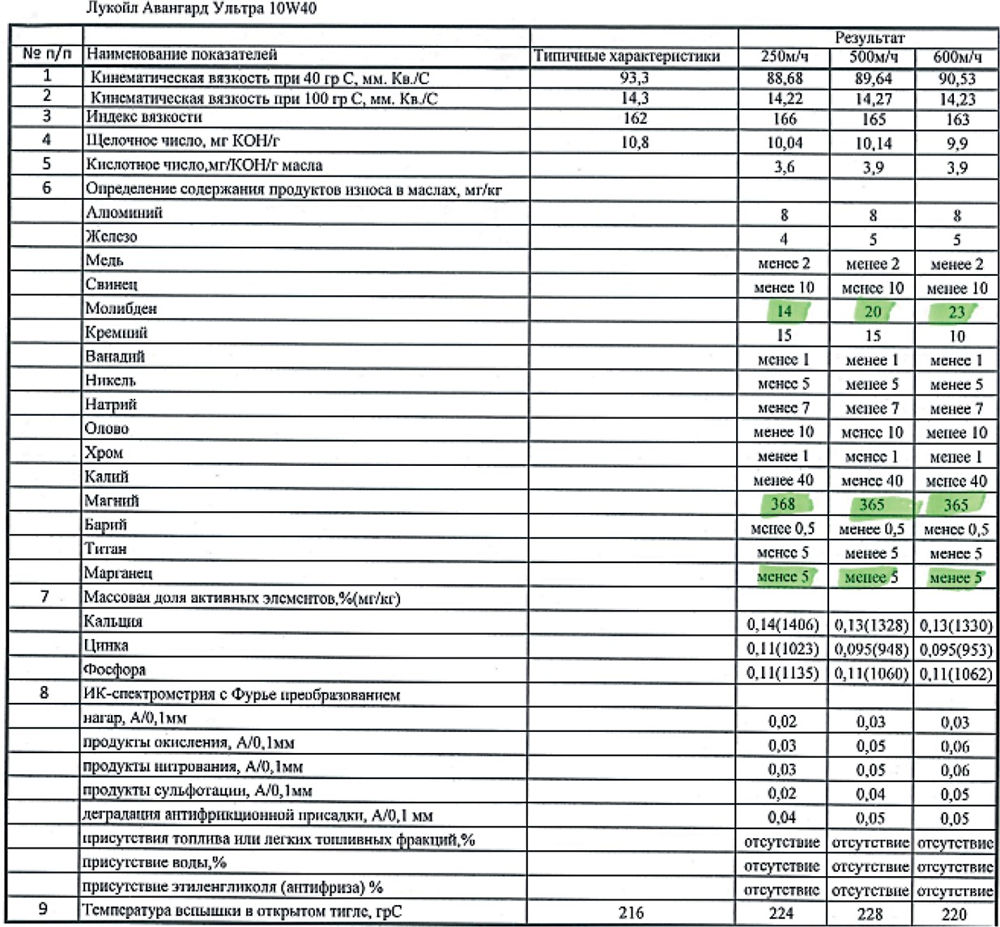 Лукойл Авангард Ультра 10W40
Результат
№ п/п Наименование показателей Типичные характеристики 250м/ч 500м/ч 600м/ч
1 Кинематическая вязкость при 40 гр С, мм. Кв./С 93,3 88,68 89,64 90,53
2 Кинематическая вязкость при 100 гр С, мм. Кв./С 14,3 14,22 14,27 14,23
3 Индекс вязкости 162 166 165 163
4 Щелочное число, мг КОН/г 10,8 10,04 10,14 9,9
5 Кислотное число,мг/КОН/г масла 3,6 3,9 3,9
6 Определение содержания продуктов износа в маслах, мг/кг
Алюминий 8 8 8
Железо 4 5 5
Медь менее 2 менее 2 менее 2
Свинец менее 10 менее 10 менее 10
Молибден 14 20 23
Кремний 15 15 10
Ванадий менее 1 менее 1 менее 1
Никель менее 5 менее 5 менее 5
Натрий менее 7 менее 7 менее 7
Олово менее 10 менее 10 менее 10
Хром менее 1 менее 1 менее 1
Калий менее 40 менее 40 менее 40
Магний 368 365 365
Барий менее 0,5 менее 0,5 менее 0,5
Титан менее 5 менее 5 менее 5
Марганец менее 5 менее 5 менее 5
7 Массовая доля активных элементов,%(мг/кг)
Кальция 0,14(1406) 0,13(1328) 0,13(1330)
Цинка 0,11(1023) 0,095(948) 0,095(953)
Фосфора 0,11(1135) 0,11(1060) 0,11(1062)
8 ИК-спектрометрия с Фурье преобразованием
нагар, А/0,1мм 0,02 0,03 0,03
продукты окисления, А/0,1мм 0,03 0,05 0,06
продукты нитрования, А/0,1мм 0,03 0,05 0,06
продукты сульфотации, А/0,1мм 0,02 0,04 0,05
деградация антифрикционной присадки, А/0,1 мм 0,04 0,05 0,05
присутствия топлива или легких топливных фракций,% отсутствие отсутствие отсутствие
присутствие воды,% отсутствие отсутствие отсутствие
присутствие этиленгликоля (антифриза) % отсутствие отсутствие отсутствие
9 Температура вспышки в открытом тигле, грС 216 224 228 220